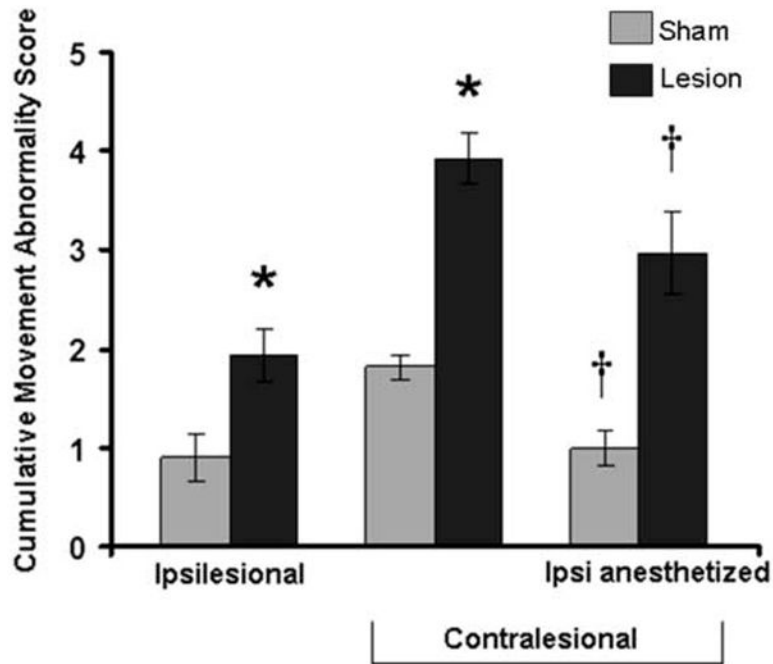 Cumulative Movement Abnormality Score
5
4
3
2
1
0
Sham
Lesion
*
*
†
†
Ipsilesional
Ipsi anesthetized
Contralesional